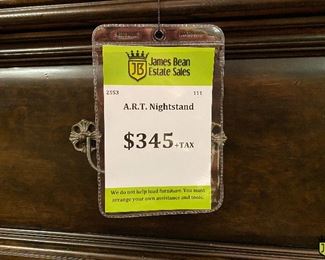 JB
James Bean
Estate Sales
2553 111
A.R.T. Nightstand
$345 +TAX
We do not help load furniture. You must
arrange your own assistance and tools.